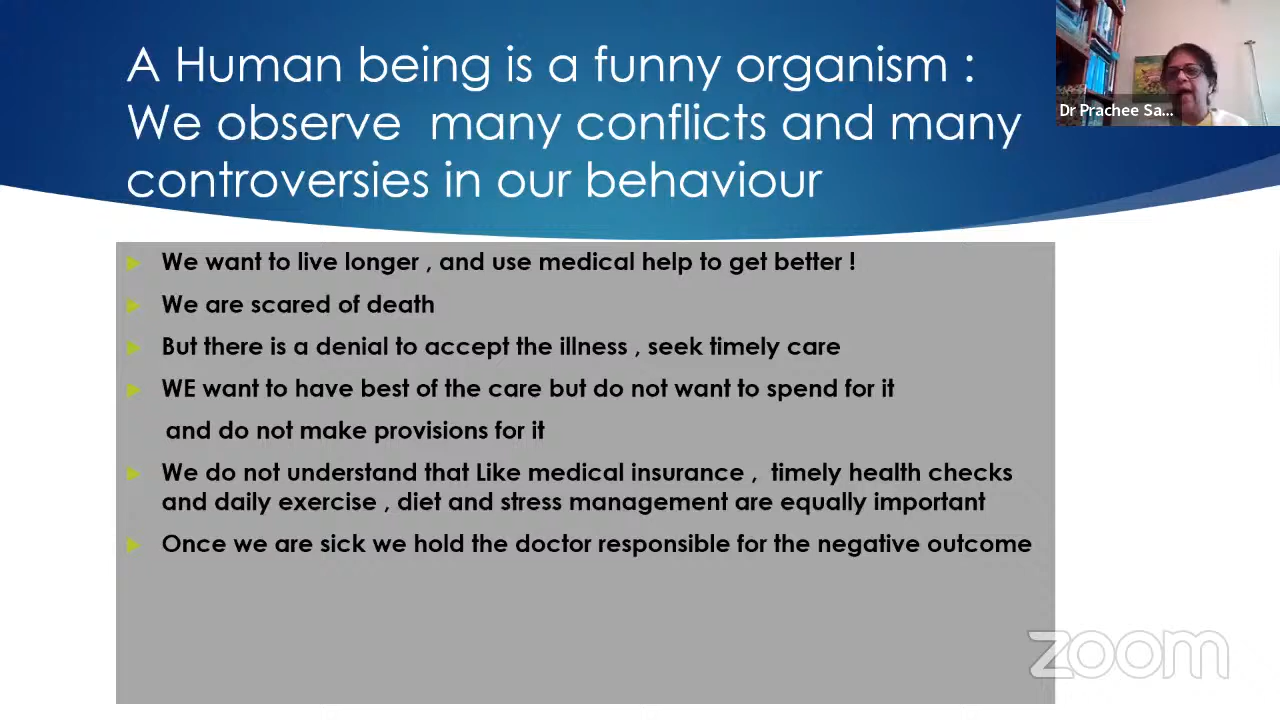 A Human being is a funny organism :
We observe  many conflicts and many
controversies in our behaviour
Dr Prachee Sa...
We want to live longer , and use medical help to get better !
We are scared of death
But there is a denial to accept the illness , seek timely care
WE want to have best of the care but do not want to spend for it
and do not make provisions for it
We do not understand that Like medical insurance ,  timely health checks
and daily exercise , diet and stress management are equally important
Once we are sick we hold the doctor responsible for the negative outcome
zoom